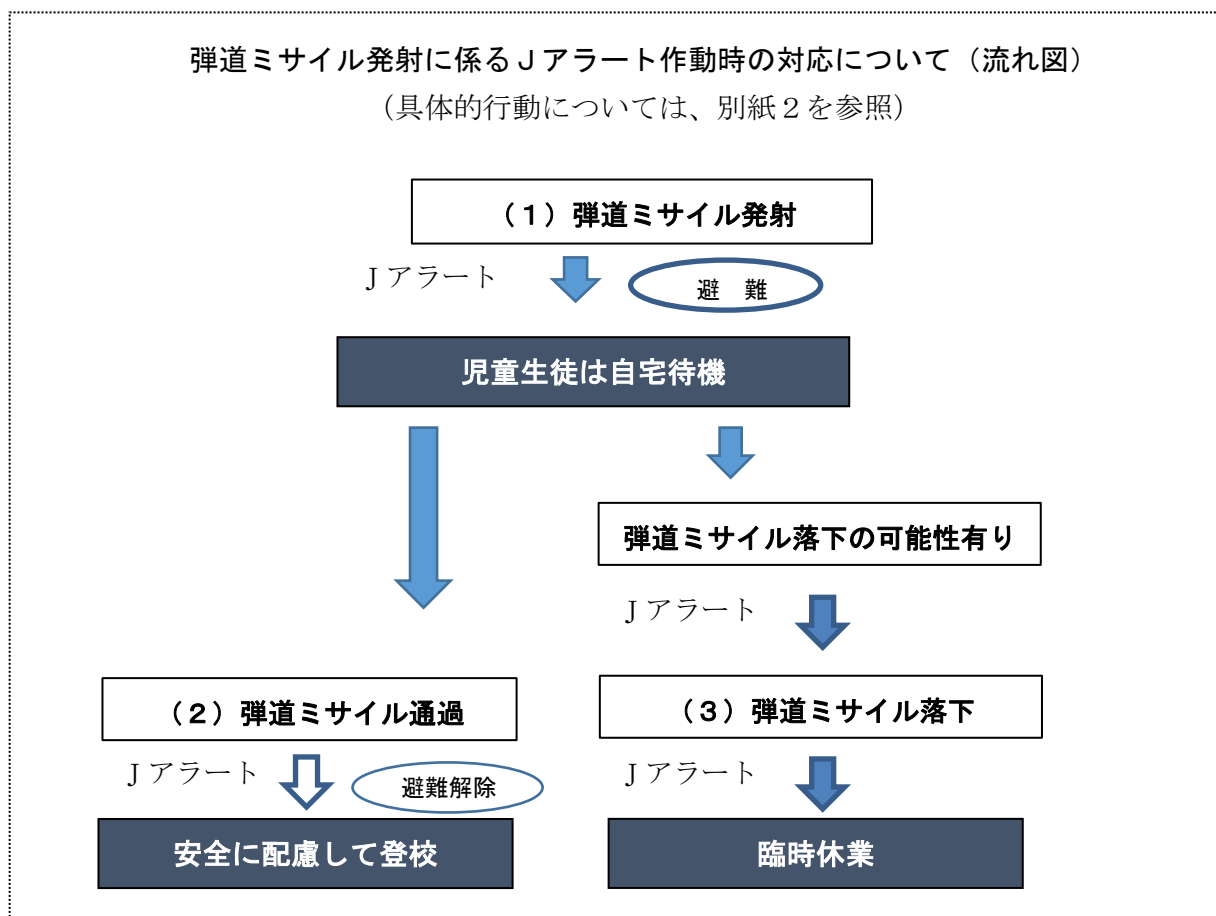 弾道ミサイル発射に係るJアラート作動時の対応について（流れ図）
（具体的行動については、別紙２を参照）
（１）弾道ミサイル発射
Jアラート
避　難
児童生徒は自宅待機
弾道ミサイル落下の可能性有り
Jアラート
（２）弾道ミサイル通過
（３）弾道ミサイル落下
Jアラート
避難解除
Jアラート
安全に配慮して登校
臨時休業